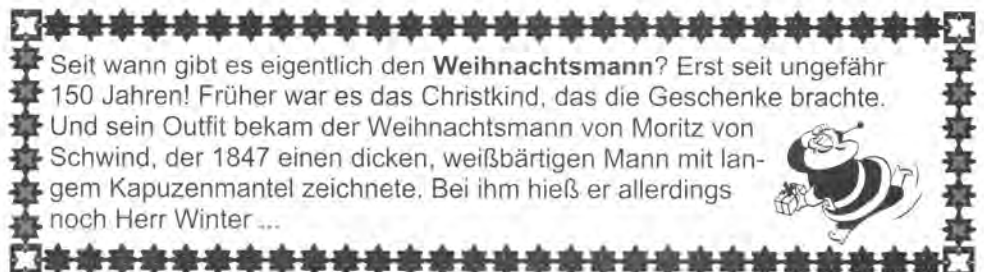 Seit wann gibt es eigentlich den Weihnachtsmann? Erst seit ungefähr
150 Jahren! Früher war es das Christkind, das die Geschenke brachte.
Und sein Outfit bekam der Weihnachtsmann von Moritz von
Schwind, der 1847 einen dicken, weißbärtigen Mann mit lan-
gem Kapuzenmantel zeichnete. Bei ihm hieß er allerdings
noch Herr Winter ...